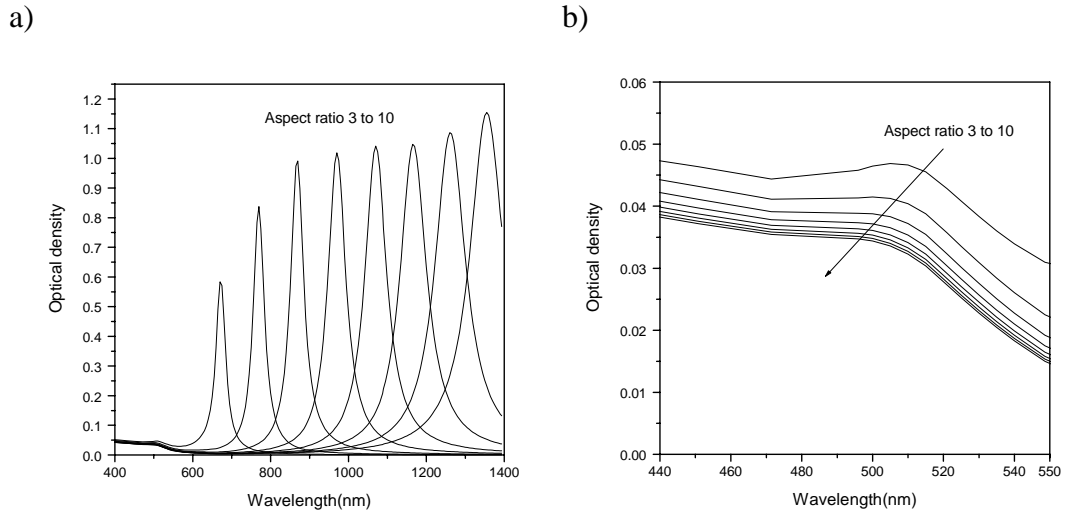 a)
Aspect ratio 3 to 10
Optical density
1.2
1.1
1.0
0.9
0.8
0.7
0.6
0.5
0.4
0.3
0.2
0.1
0.0
400 600 800 1000 1200 1400
Wavelength(nm)
b)
Aspect ratio 3 to 10
Optical density
0.06
0.05
0.04
0.03
0.02
0.01
0.00
440 460 480 500 520 540 550
Wavelength(nm)